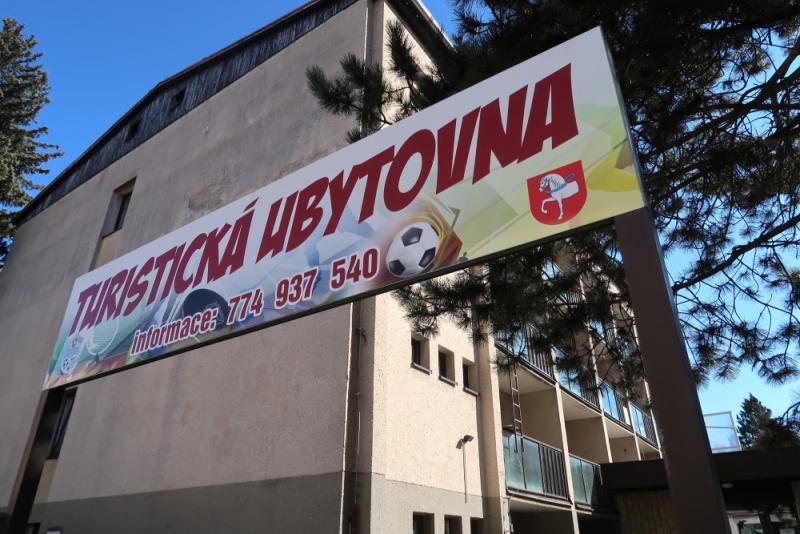 TURISTICKÁ UBYTOVNA
informace: 774 937 540